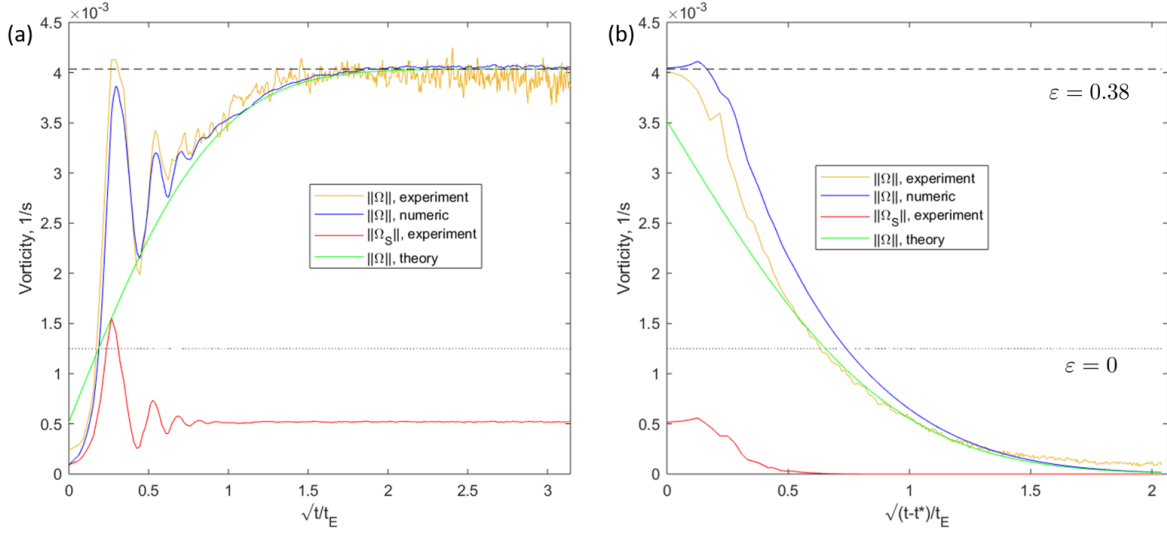 (a)
×10⁻³
4.5
4
3.5
3
2.5
2
1.5
1
0.5
0
Vorticity, 1/s
||Ω||, experiment
||Ω||, numeric
||Ω_S||, experiment
||Ω||, theory
0 0.5 1 1.5 2 2.5 3
√t/t_E
(b)
×10⁻³
4.5
4
3.5
3
2.5
2
1.5
1
0.5
0
Vorticity, 1/s
ε = 0.38
||Ω||, experiment
||Ω||, numeric
||Ω_S||, experiment
||Ω||, theory
ε = 0
0 0.5 1 1.5 2
√(t-t*)/t_E